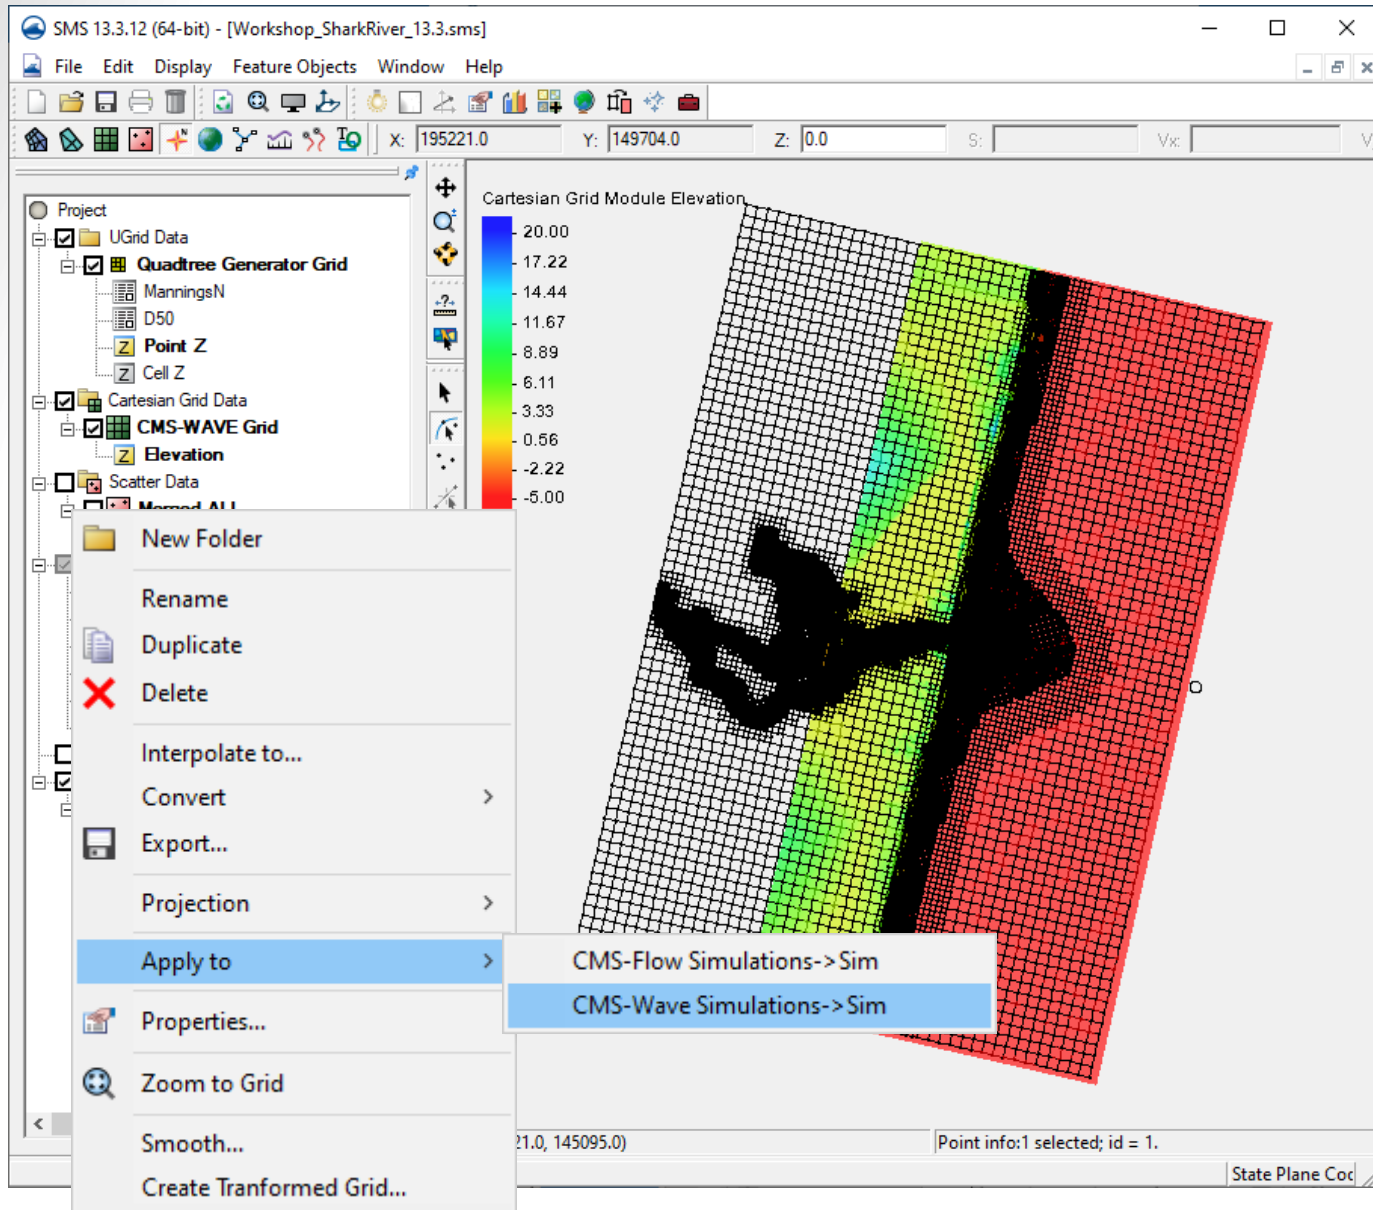 SMS 13.3.12 (64-bit) - [Workshop_SharkRiver_13.3.sms]
File Edit Display Feature Objects Window Help
X: 195221.0 Y: 149704.0 Z: 0.0 S: Vx:
Project
UGrid Data
Quadtree Generator Grid
ManningsN
D50
Point Z
Cell Z
Cartesian Grid Data
CMS-WAVE Grid
Elevation
Scatter Data
Merged ALL
Cartesian Grid Module Elevation
20.00
17.22
14.44
11.67
8.89
6.11
3.33
0.56
-2.22
-5.00
New Folder
Rename
Duplicate
Delete
Interpolate to...
Convert
Export...
Projection
Apply to
CMS-Flow Simulations->Sim
CMS-Wave Simulations->Sim
Properties...
Zoom to Grid
Smooth...
Create Tranformed Grid...
21.0, 145095.0)
Point info:1 selected; id = 1.
State Plane Coo